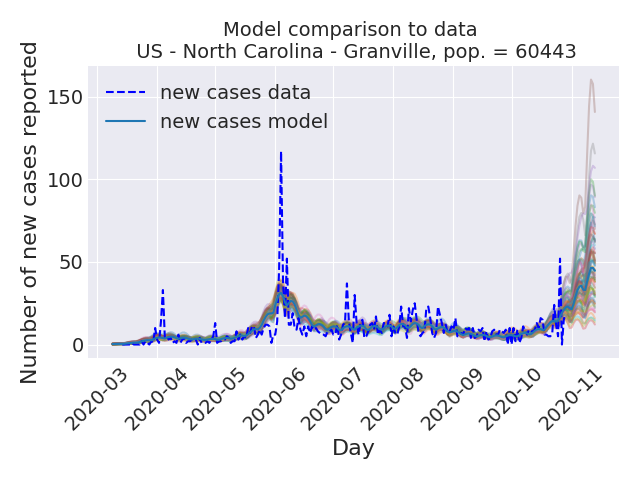 Model comparison to data
US - North Carolina - Granville, pop. = 60443
Number of new cases reported
150
100
50
0
new cases data
new cases model
2020-03
2020-04
2020-05
2020-06
2020-07
2020-08
2020-09
2020-10
2020-11
Day